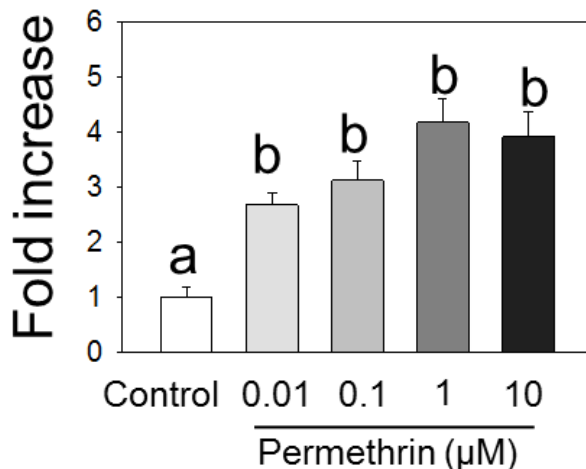 Fold increase
6
5
4
3
2
1
0
a
b
b
b
b
Control 0.01 0.1 1 10
Permethrin (µM)